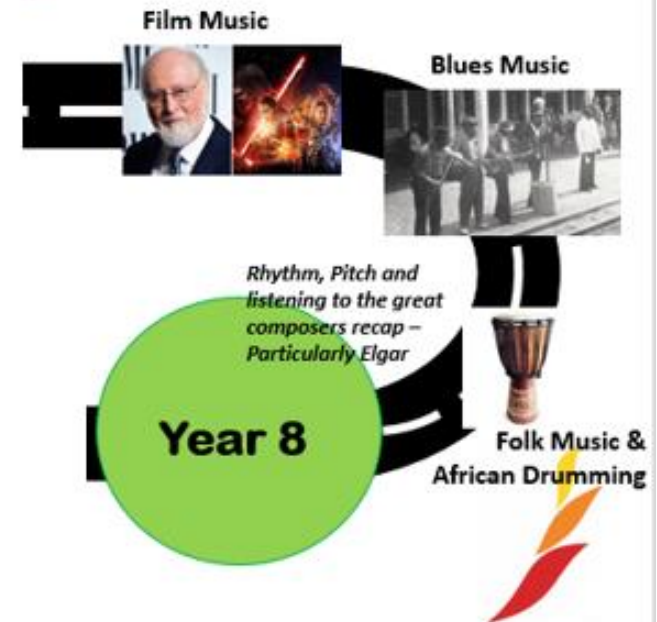 Film Music
Blues Music
Rhythm, Pitch and
listening to the great
composers recap –
Particularly Elgar
Year 8
Folk Music &
African Drumming